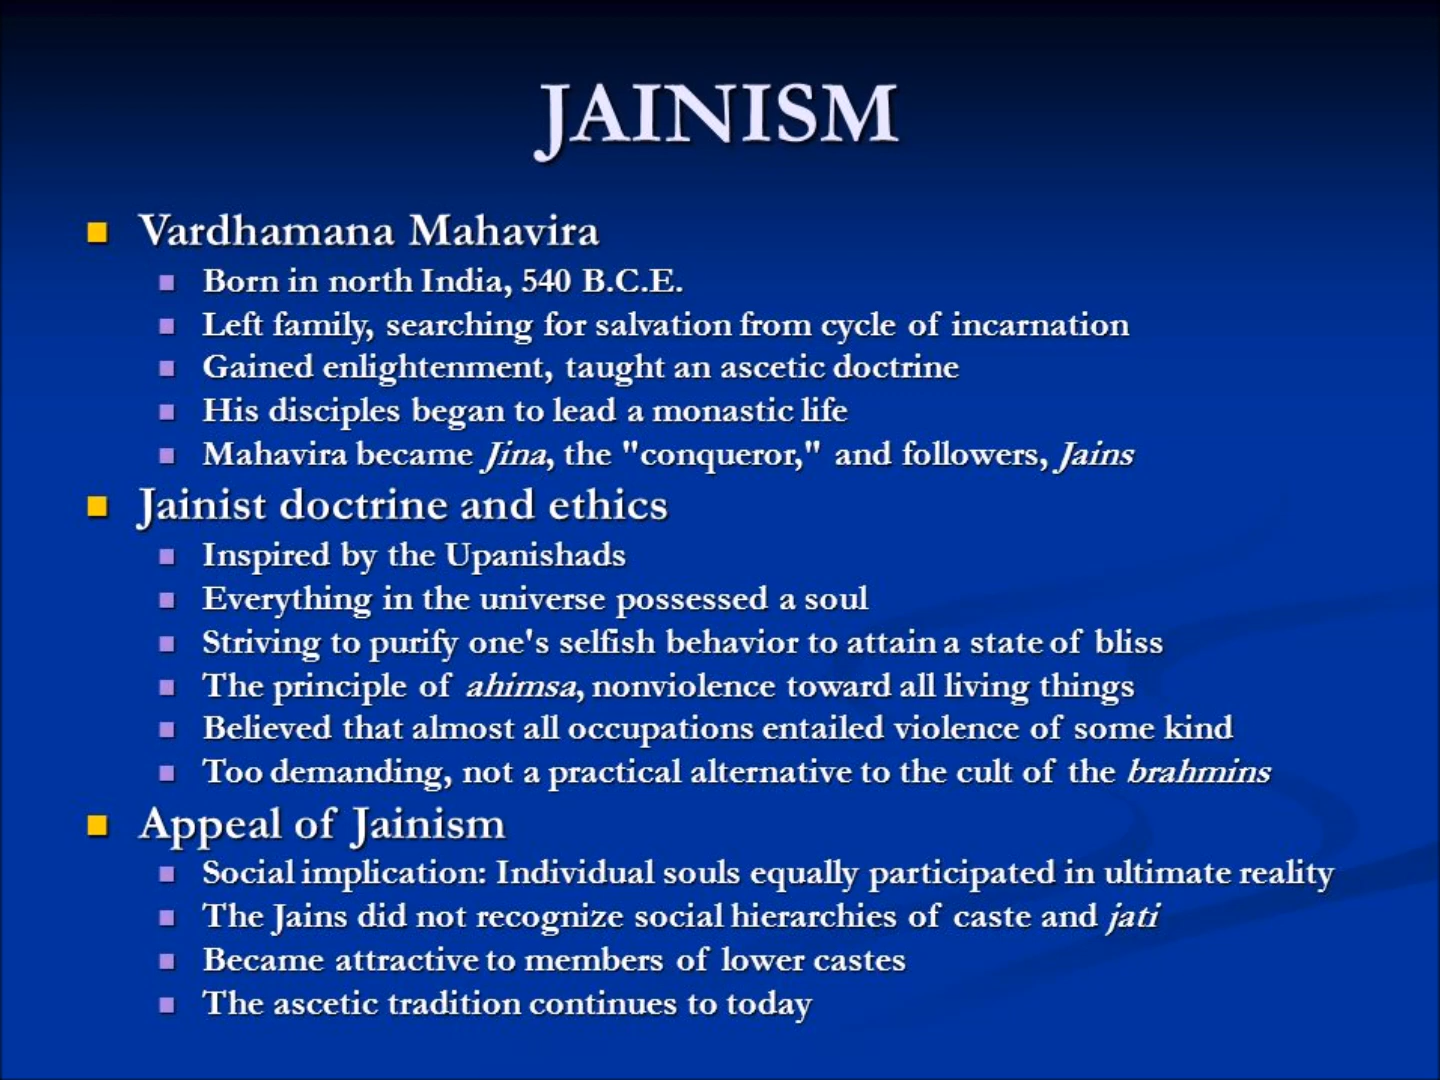 JAINISM
Vardhamana Mahavira
Born in north India, 540 B.C.E.
Left family, searching for salvation from cycle of incarnation
Gained enlightenment, taught an ascetic doctrine
His disciples began to lead a monastic life
Mahavira became Jina, the "conqueror," and followers, Jains
Jainist doctrine and ethics
Inspired by the Upanishads
Everything in the universe possessed a soul
Striving to purify one's selfish behavior to attain a state of bliss
The principle of ahimsa, nonviolence toward all living things
Believed that almost all occupations entailed violence of some kind
Too demanding, not a practical alternative to the cult of the brahmins
Appeal of Jainism
Social implication: Individual souls equally participated in ultimate reality
The Jains did not recognize social hierarchies of caste and jati
Became attractive to members of lower castes
The ascetic tradition continues to today